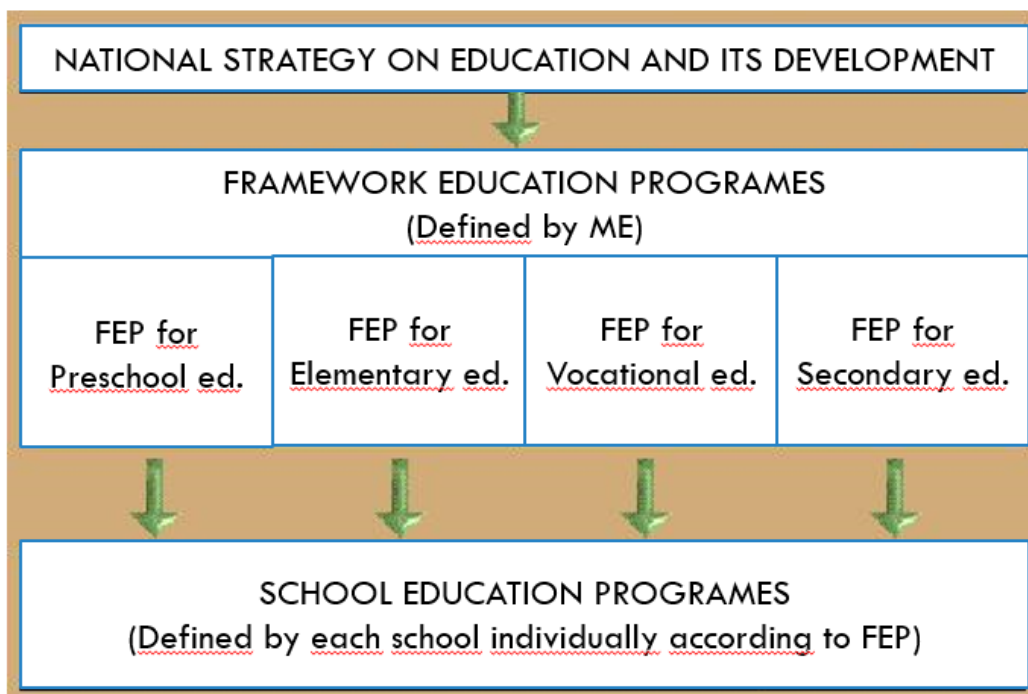 NATIONAL STRATEGY ON EDUCATION AND ITS DEVELOPMENT
FRAMEWORK EDUCATION PROGRAMES
(Defined by ME)
FEP for
Preschool ed.
FEP for
Elementary ed.
FEP for
Vocational ed.
FEP for
Secondary ed.
SCHOOL EDUCATION PROGRAMES
(Defined by each school individually according to FEP)